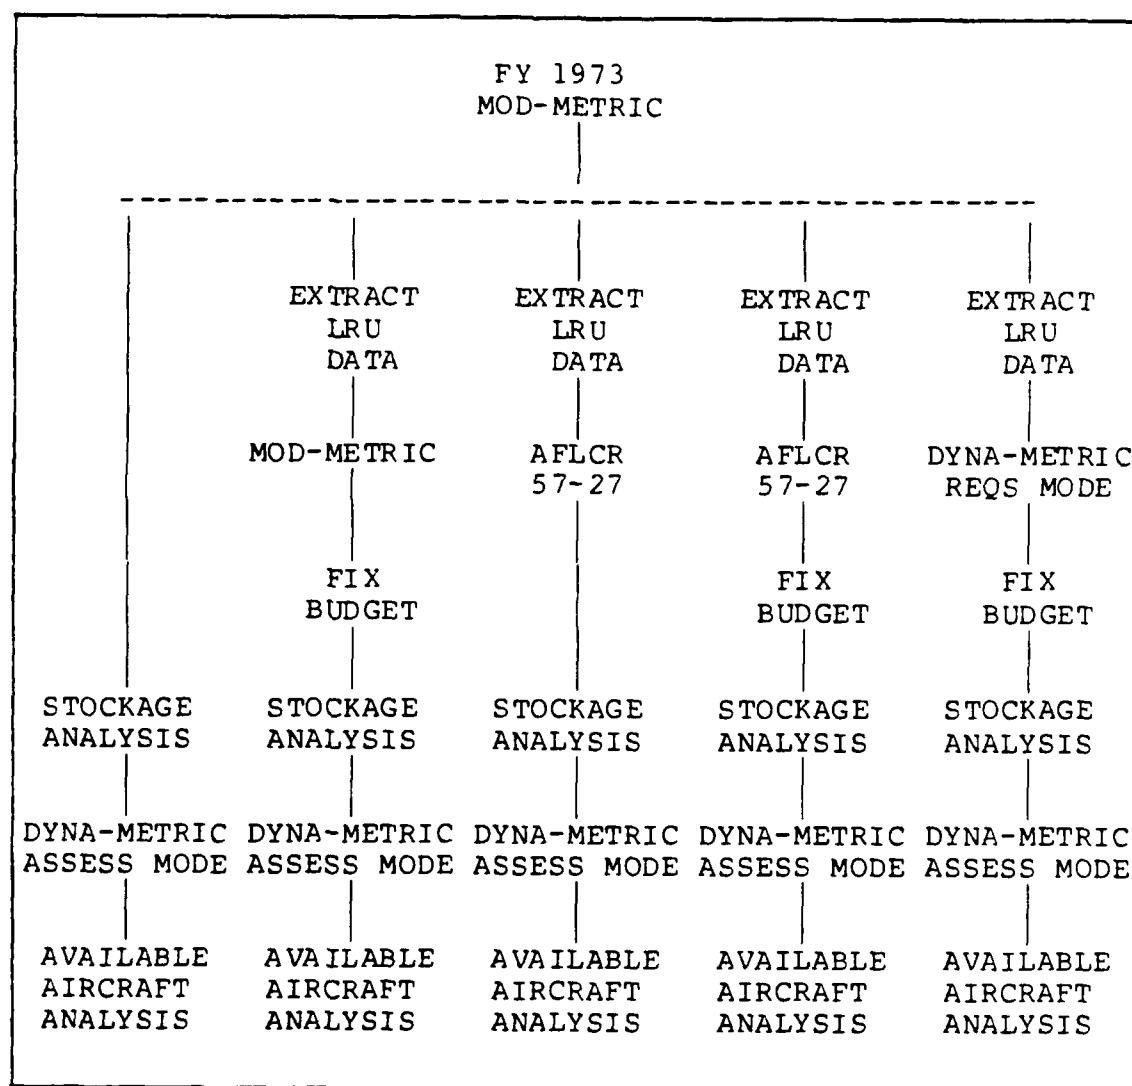 FY 1973
MOD-METRIC
EXTRACT EXTRACT EXTRACT EXTRACT
LRU LRU LRU LRU
DATA DATA DATA DATA
MOD-METRIC AFLCR AFLCR DYNA-METRIC
57-27 57-27 REQS MODE
FIX FIX FIX
BUDGET BUDGET BUDGET
STOCKAGE STOCKAGE STOCKAGE STOCKAGE STOCKAGE
ANALYSIS ANALYSIS ANALYSIS ANALYSIS ANALYSIS
DYNA-METRIC DYNA-METRIC DYNA-METRIC DYNA-METRIC DYNA-METRIC
ASSESS MODE ASSESS MODE ASSESS MODE ASSESS MODE ASSESS MODE
AVAILABLE AVAILABLE AVAILABLE AVAILABLE AVAILABLE
AIRCRAFT AIRCRAFT AIRCRAFT AIRCRAFT AIRCRAFT
ANALYSIS ANALYSIS ANALYSIS ANALYSIS ANALYSIS